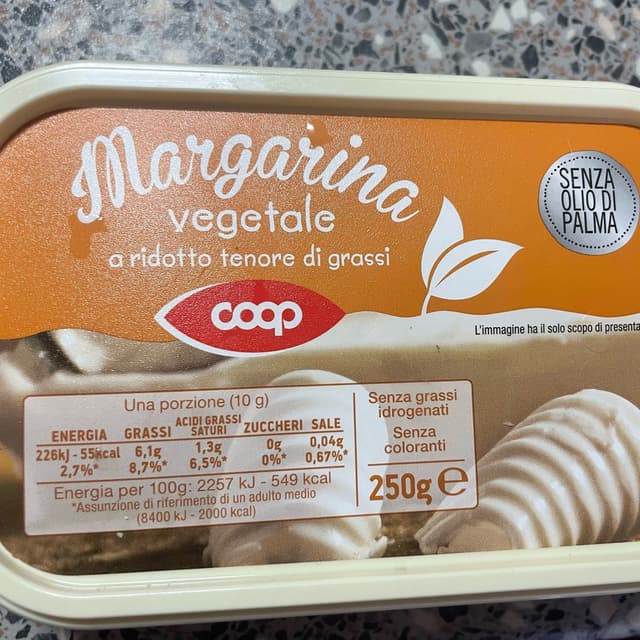 Margarina
vegetale
a ridotto tenore di grassi
SENZA
OLIO DI
PALMA
coop
L'immagine ha il solo scopo di
Una porzione (10 g)
ENERGIA GRASSI ACIDI GRASSI SATURI ZUCCHERI SALE
226kJ - 55kcal 6,1g 1,3g 0g 0,04g
2,7%* 8,7%* 6,5%* 0%* 0,67%*
Energia per 100g: 2257 kJ - 549 kcal
*Assunzione di riferimento di un adulto medio
(8400 kJ - 2000 kcal)
Senza grassi
idrogenati
Senza
coloranti
250g e